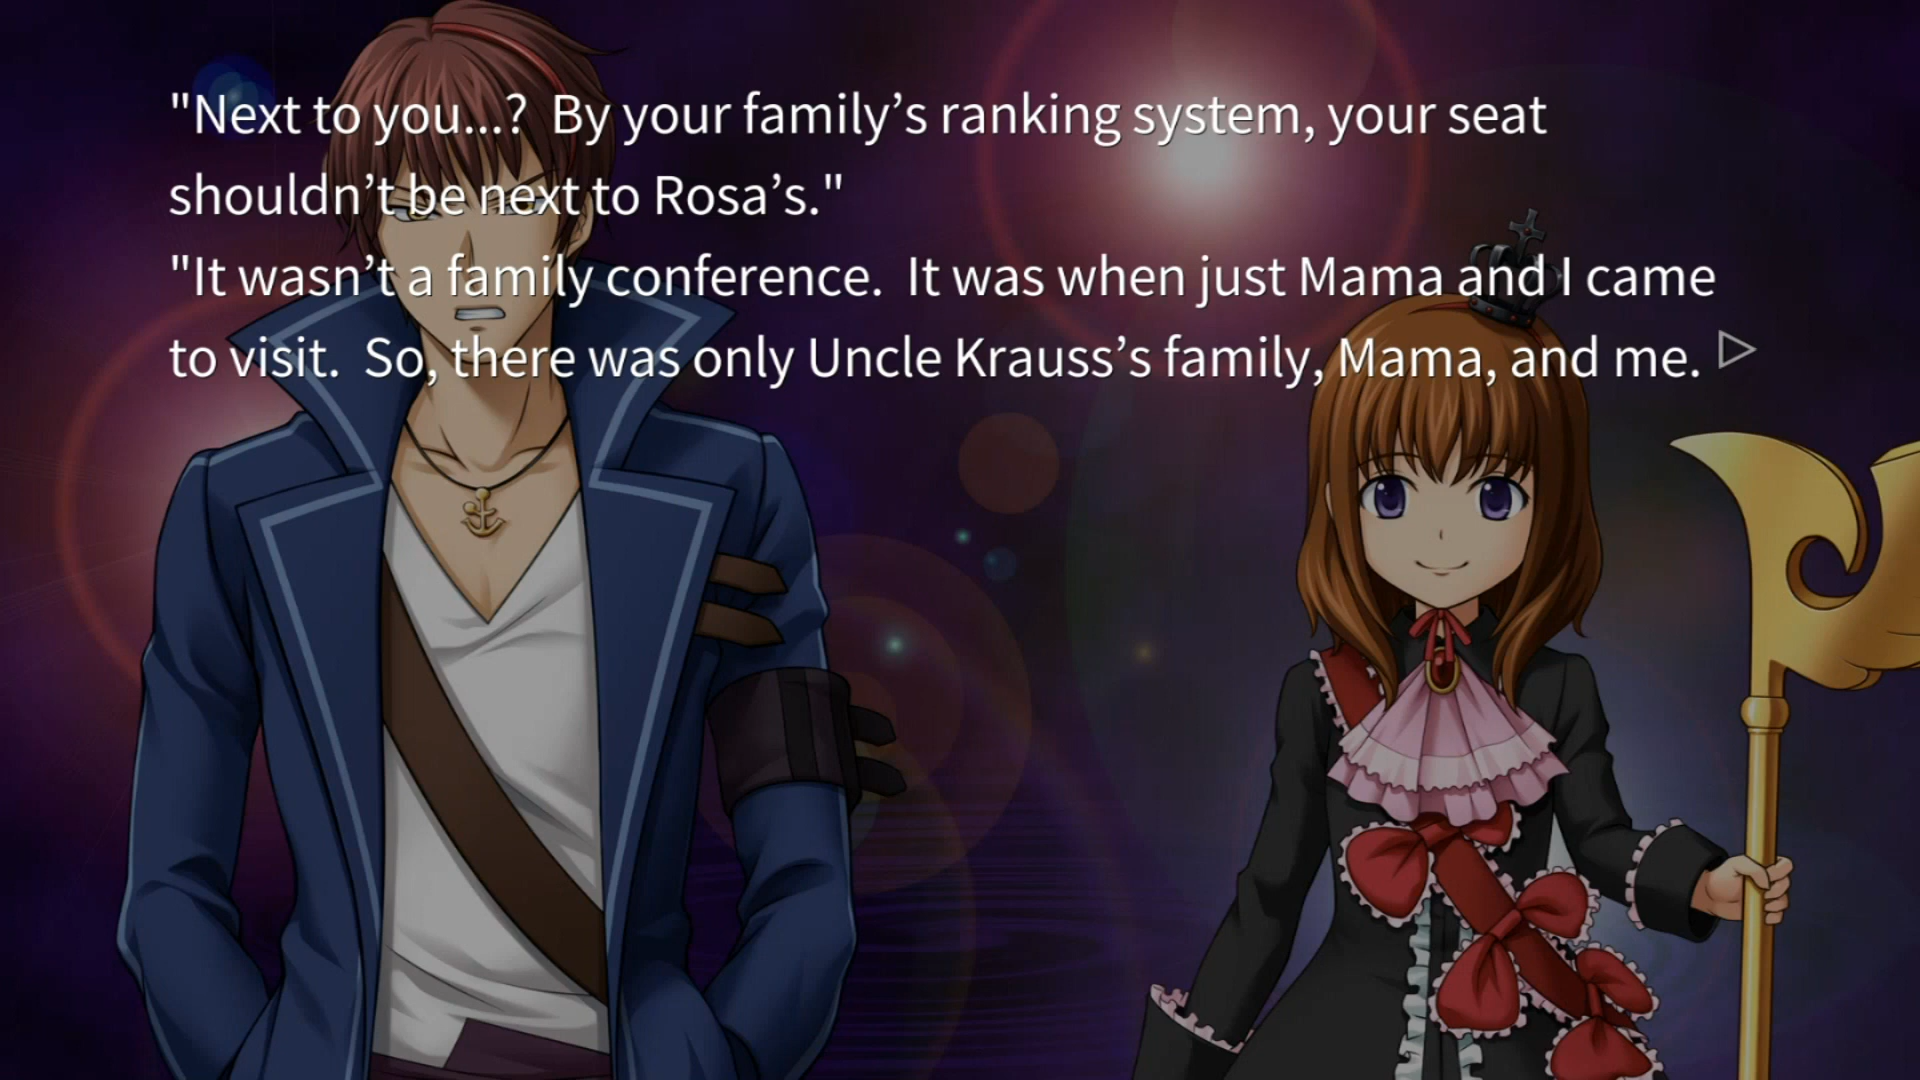 "Next to you...?  By your family’s ranking system, your seat
shouldn’t be next to Rosa’s."
"It wasn’t a family conference.  It was when just Mama and I came
to visit.  So, there was only Uncle Krauss’s family, Mama, and me.